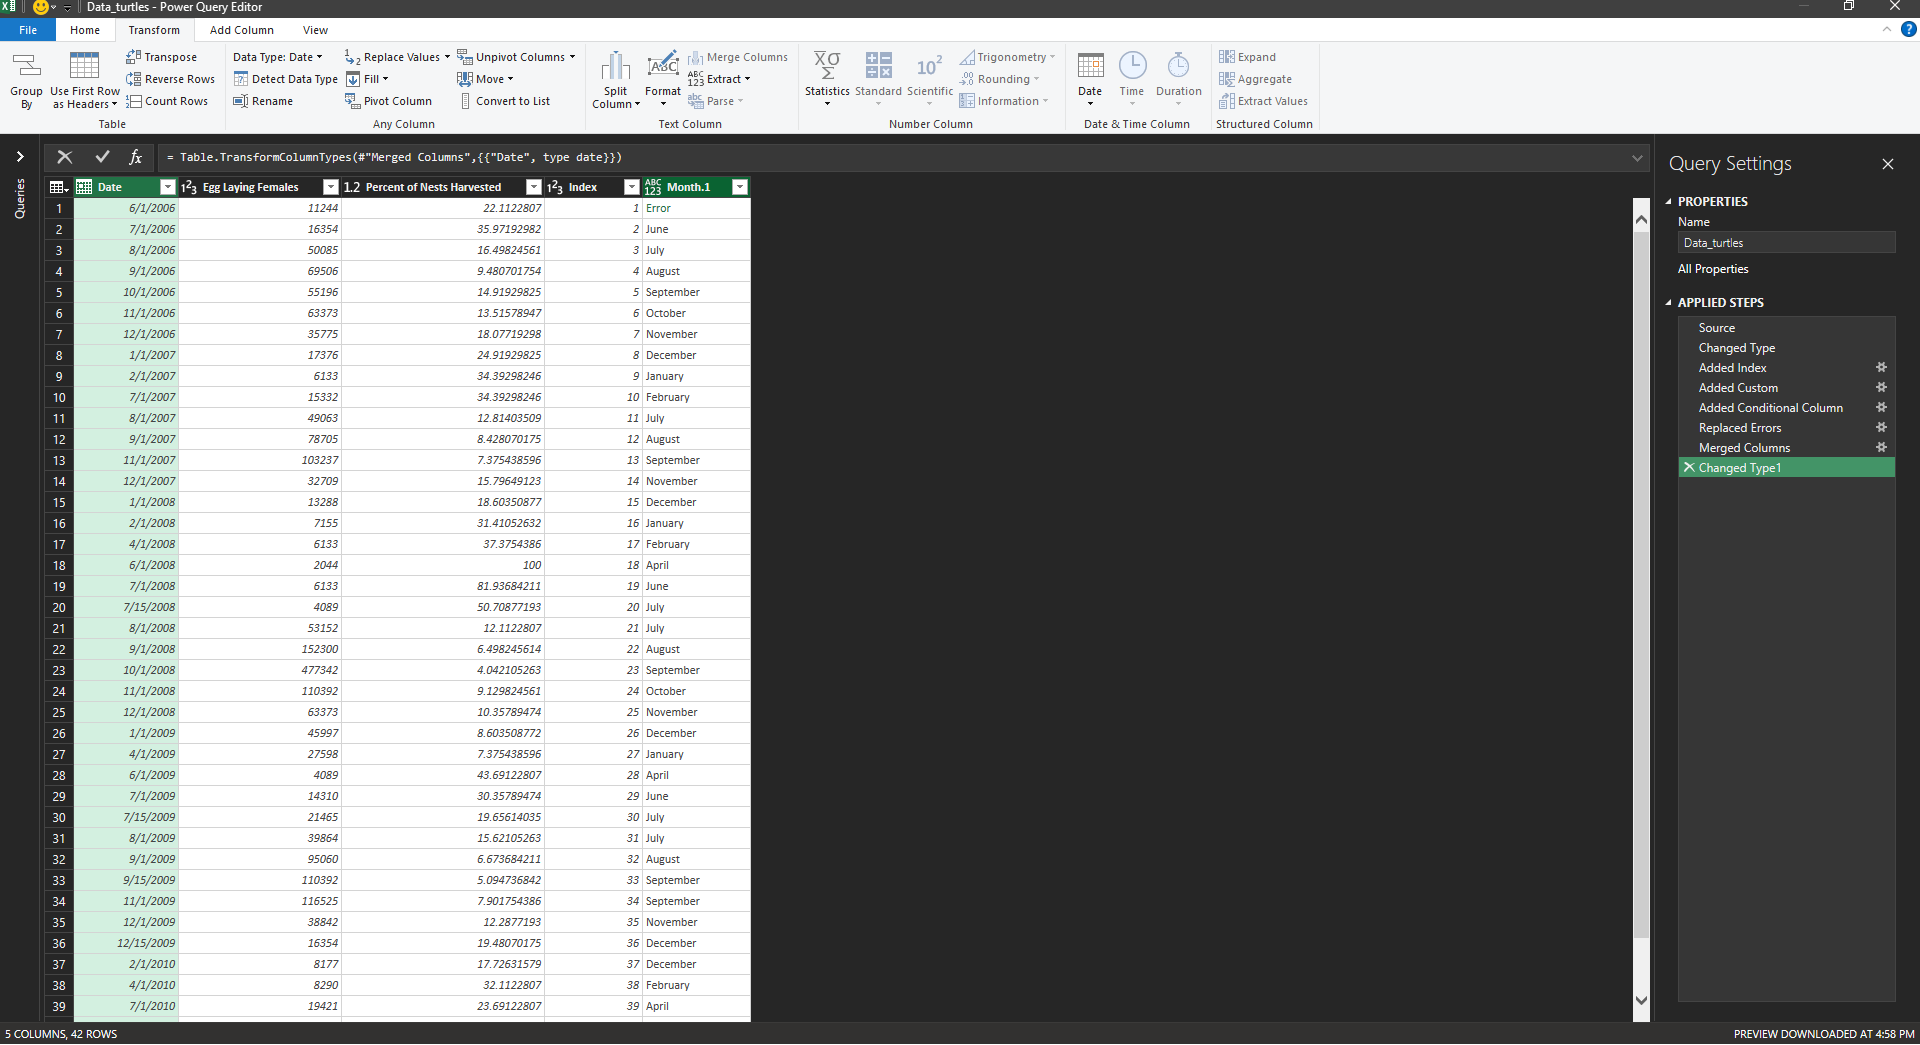 Data_turtles - Power Query Editor
File Home Transform Add Column View
Group By
Use First Row as Headers
Transpose
Reverse Rows
Count Rows
Table
Data Type: Date
Detect Data Type
Rename
Replace Values
Fill
Pivot Column
Unpivot Columns
Move
Convert to List
Any Column
Split Column
Format
ABC
Merge Columns
ABC 123 Extract
abc Parse
Text Column
Statistics
Standard
10² Scientific
Trigonometry
.00 Rounding
Information
Number Column
Date
Time
Duration
Date & Time Column
Expand
Aggregate
Extract Values
Structured Column
Queries
fx = Table.TransformColumnTypes(#"Merged Columns",{{"Date", type date}})
Date 1²3 Egg Laying Females 1.2 Percent of Nests Harvested 1²3 Index ABC 123 Month.1
1 6/1/2006 11244 22.1122807 1 Error
2 7/1/2006 16354 35.97192982 2 June
3 8/1/2006 50085 16.49824561 3 July
4 9/1/2006 69506 9.480701754 4 August
5 10/1/2006 55196 14.91929825 5 September
6 11/1/2006 63373 13.51578947 6 October
7 12/1/2006 35775 18.07719298 7 November
8 1/1/2007 17376 24.91929825 8 December
9 2/1/2007 6133 34.39298246 9 January
10 7/1/2007 15332 34.39298246 10 February
11 8/1/2007 49063 12.81403509 11 July
12 9/1/2007 78705 8.428070175 12 August
13 11/1/2007 103237 7.375438596 13 September
14 12/1/2007 32709 15.79649123 14 November
15 1/1/2008 13288 18.60350877 15 December
16 2/1/2008 7155 31.41052632 16 January
17 4/1/2008 6133 37.3754386 17 February
18 6/1/2008 2044 100 18 April
19 7/1/2008 6133 81.93684211 19 June
20 7/15/2008 4089 50.70877193 20 July
21 8/1/2008 53152 12.1122807 21 July
22 9/1/2008 152300 6.498245614 22 August
23 10/1/2008 477342 4.042105263 23 September
24 11/1/2008 110392 9.129824561 24 October
25 12/1/2008 63373 10.35789474 25 November
26 1/1/2009 45997 8.603508772 26 December
27 4/1/2009 27598 7.375438596 27 January
28 6/1/2009 4089 43.69122807 28 April
29 7/1/2009 14310 30.35789474 29 June
30 7/15/2009 21465 19.65614035 30 July
31 8/1/2009 39864 15.62105263 31 July
32 9/1/2009 95060 6.673684211 32 August
33 9/15/2009 110392 5.094736842 33 September
34 11/1/2009 116525 7.901754386 34 September
35 12/1/2009 38842 12.2877193 35 November
36 12/15/2009 16354 19.48070175 36 December
37 2/1/2010 8177 17.72631579 37 December
38 4/1/2010 8290 32.1122807 38 February
39 7/1/2010 19421 23.69122807 39 April
Query Settings
PROPERTIES
Name
Data_turtles
All Properties
APPLIED STEPS
Source
Changed Type
Added Index
Added Custom
Added Conditional Column
Replaced Errors
Merged Columns
Changed Type1
5 COLUMNS, 42 ROWS
PREVIEW DOWNLOADED AT 4:58 PM